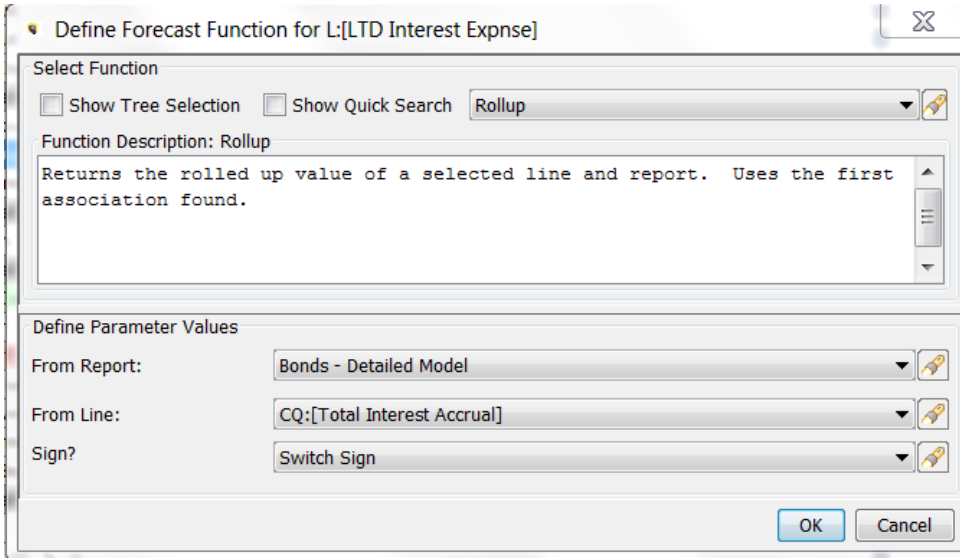 Define Forecast Function for L:[LTD Interest Expnse]
Select Function
Show Tree Selection Show Quick Search Rollup
Function Description: Rollup
Returns the rolled up value of a selected line and report. Uses the first
association found.
Define Parameter Values
From Report: Bonds - Detailed Model
From Line: CQ:[Total Interest Accrual]
Sign? Switch Sign
OK Cancel